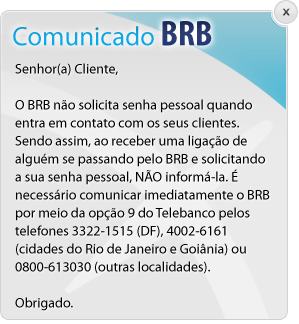 Comunicado BRB
x
Senhor(a) Cliente,
O BRB não solicita senha pessoal quando
entra em contato com os seus clientes.
Sendo assim, ao receber uma ligação de
alguém se passando pelo BRB e solicitando
a sua senha pessoal, NÃO informá-la. É
necessário comunicar imediatamente o BRB
por meio da opção 9 do Telebanco pelos
telefones 3322-1515 (DF), 4002-6161
(cidades do Rio de Janeiro e Goiânia) ou
0800-613030 (outras localidades).
Obrigado.